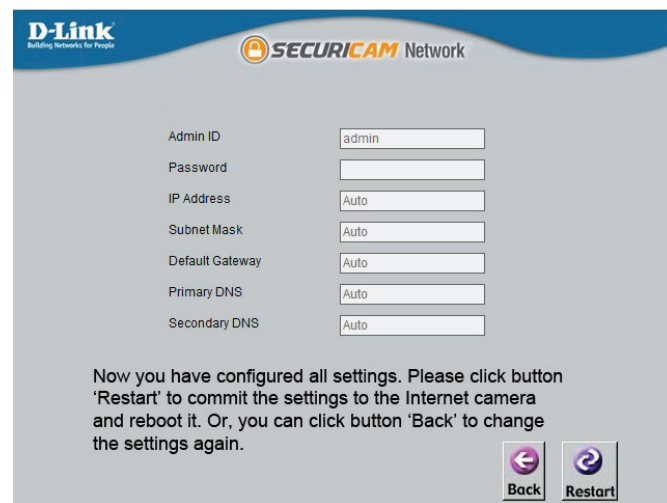 D-Link
Building Networks for People
SECURICAM Network
Admin ID admin
Password
IP Address Auto
Subnet Mask Auto
Default Gateway Auto
Primary DNS Auto
Secondary DNS Auto
Now you have configured all settings. Please click button
‘Restart’ to commit the settings to the Internet camera
and reboot it. Or, you can click button ‘Back’ to change
the settings again.
Back Restart